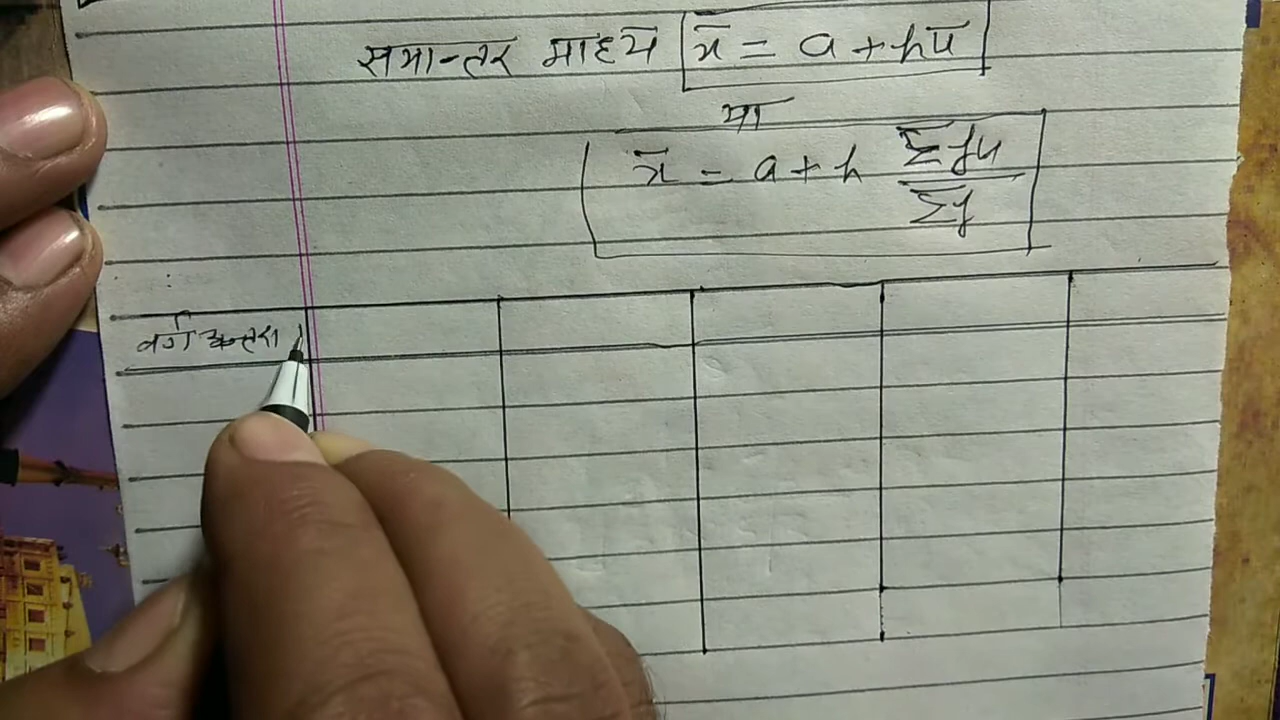 समान्तर माध्य x̄ = a + hū
या
x̄ = a + h Σfu / Σf
वर्ग अन्तरा